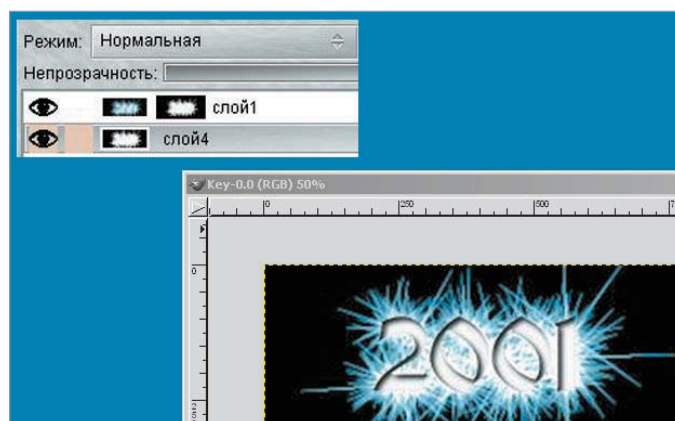 Режим: Нормальная
Непрозрачность:
слой1
слой4
Key-0.0 (RGB) 50%
0 250 500
0
2001